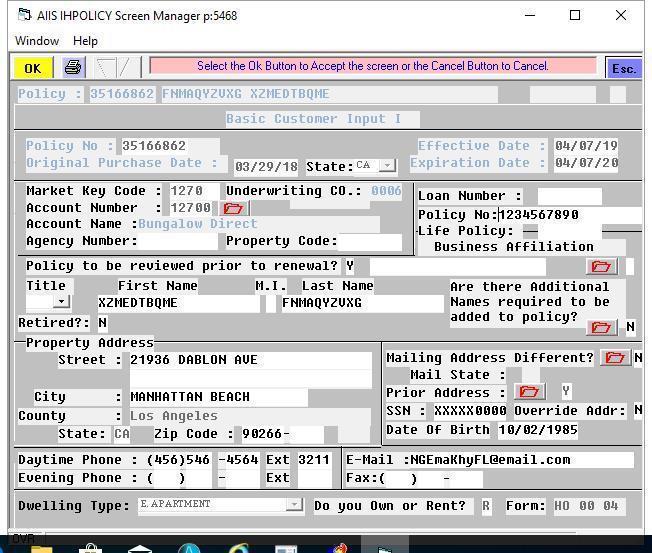 AIIS IHPOLICY Screen Manager p:5468
Window Help
OK Select the Ok Button to Accept the screen or the Cancel Button to Cancel. Esc.
Policy : 35166862 FNMAQYZVXG XZMEDTBQME
Basic Customer Input I
Policy No : 35166862 Effective Date : 04/07/19
Original Purchase Date : 03/29/18 State: CA Expiration Date : 04/07/20
Market Key Code : 1270 Underwriting CO.: 0006 Loan Number :
Account Number : 12700 Policy No: 1234567890
Account Name : Bungalow Direct Life Policy:
Agency Number: Property Code: Business Affiliation
Policy to be reviewed prior to renewal? Y
Title First Name M.I. Last Name Are there Additional
XZMEDTBQME FNMAQYZVXG Names required to be
added to policy? N
Retired?: N
Property Address
Street : 21936 DABLON AVE Mailing Address Different? N
Mail State :
City : MANHATTAN BEACH Prior Address : Y
County : Los Angeles SSN : XXXXX0000 Override Addr: N
State: CA Zip Code : 90266- Date Of Birth 10/02/1985
Daytime Phone : (456)546 -4564 Ext 3211 E-Mail :NGEmaKhyFL@email.com
Evening Phone : ( ) - Ext Fax:( ) -
Dwelling Type: E. APARTMENT Do you Own or Rent? R Form: HO 00 04
OVR